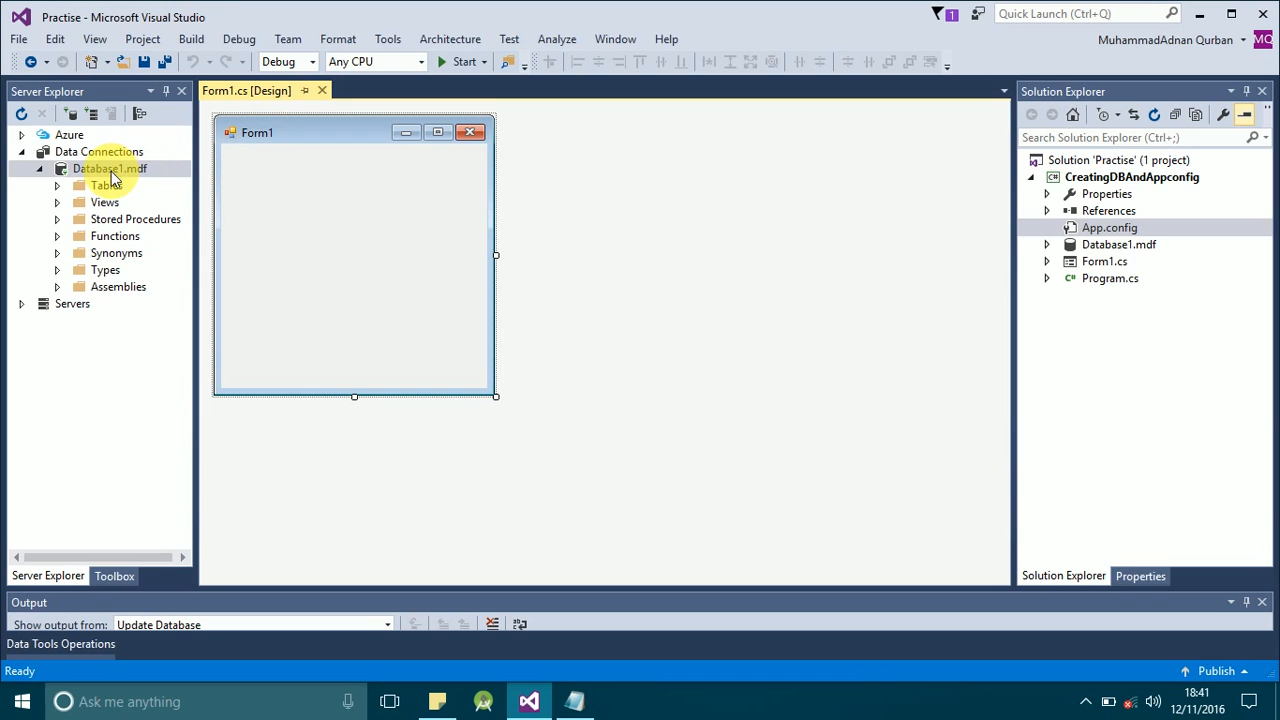 Practise - Microsoft Visual Studio
1
Quick Launch (Ctrl+Q)
File Edit View Project Build Debug Team Format Tools Architecture Test Analyze Window Help
MuhammadAdnan Qurban
MQ
Debug
Any CPU
Start
Server Explorer
Azure
Data Connections
Database1.mdf
Tables
Views
Stored Procedures
Functions
Synonyms
Types
Assemblies
Servers
Server Explorer
Toolbox
Form1.cs [Design]
Form1
Solution Explorer
Search Solution Explorer (Ctrl+;)
Solution 'Practise' (1 project)
CreatingDBAndAppconfig
Properties
References
App.config
Database1.mdf
Form1.cs
Program.cs
Solution Explorer
Properties
Output
Show output from: Update Database
Data Tools Operations
Ready
Publish
Ask me anything
18:41
12/11/2016